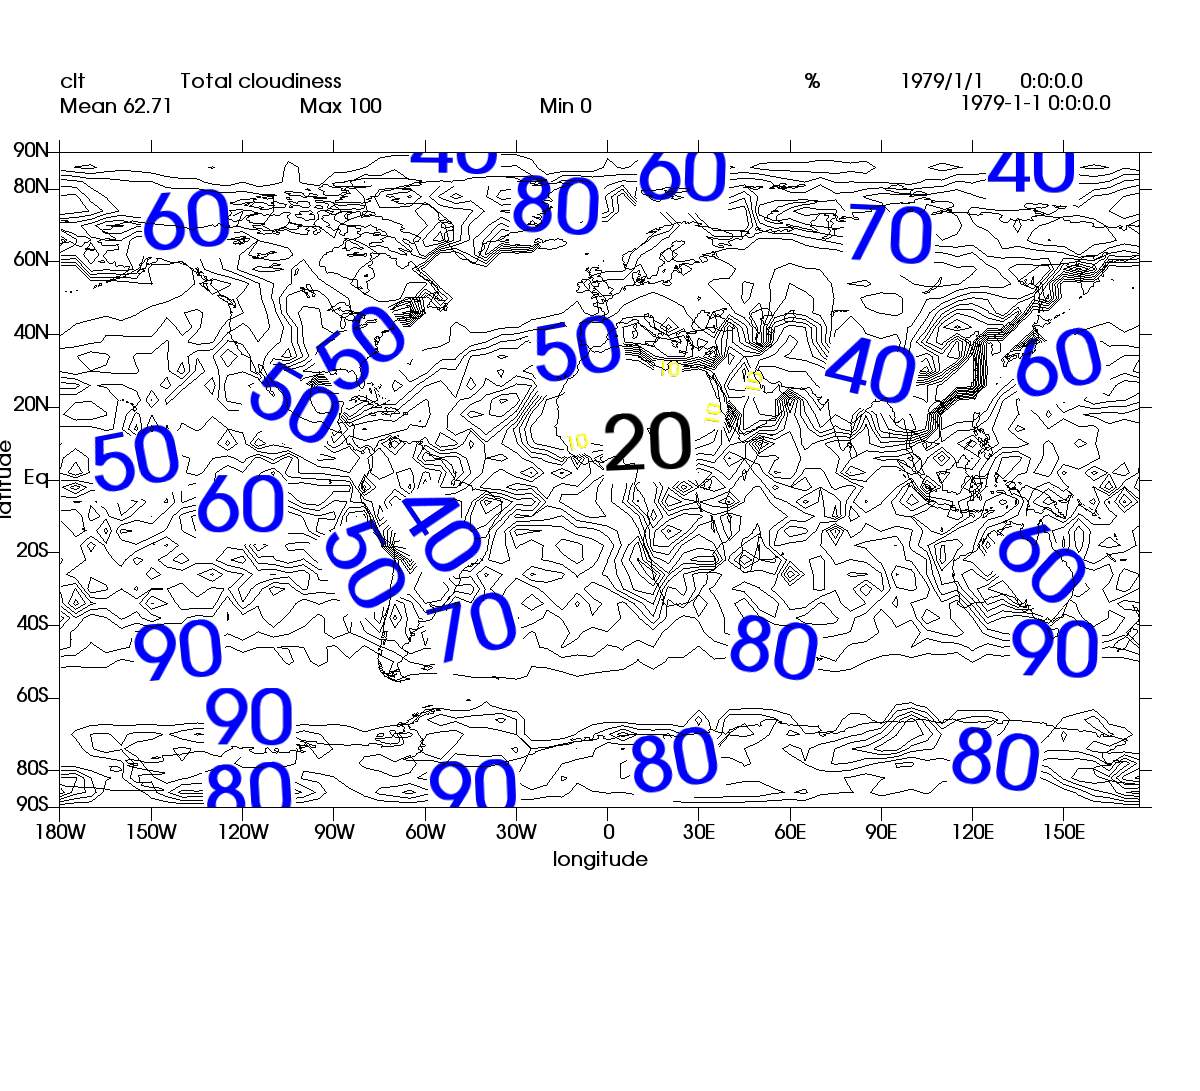 clt Total cloudiness % 1979/1/1 0:0:0.0
Mean 62.71 Max 100 Min 0 1979-1-1 0:0:0.0
90N
80N
60N
40N
20N
Eq
20S
40S
60S
80S
90S
latitude
40 60 40
60 80 70
50 50 40 60
50 10 10
10 20 10
50
60 40
50 60
70
90 80 90
90
80 90 80 80
180W 150W 120W 90W 60W 30W 0 30E 60E 90E 120E 150E
longitude